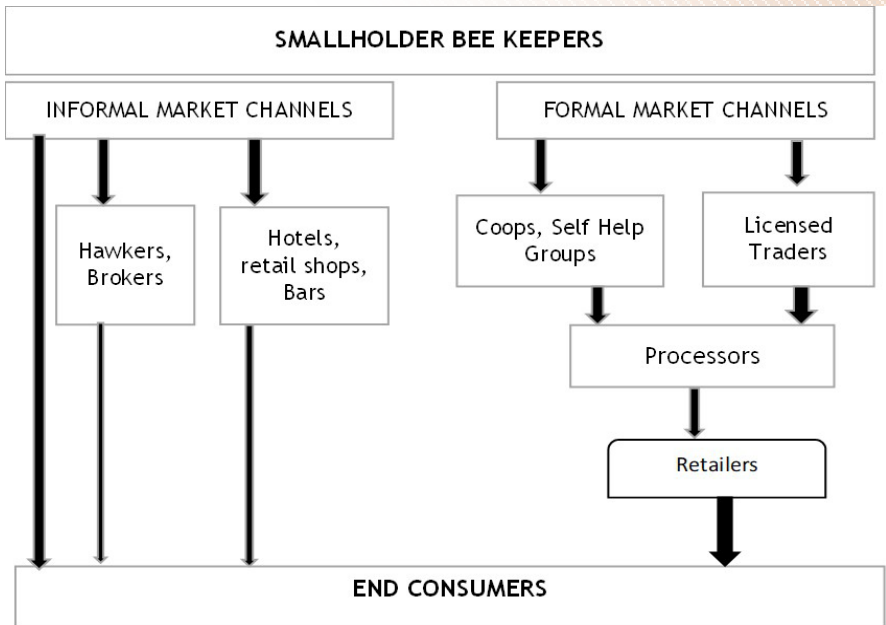 SMALLHOLDER BEE KEEPERS
INFORMAL MARKET CHANNELS
FORMAL MARKET CHANNELS
Hawkers,
Brokers
Hotels,
retail shops,
Bars
Coops, Self Help
Groups
Licensed
Traders
Processors
Retailers
END CONSUMERS